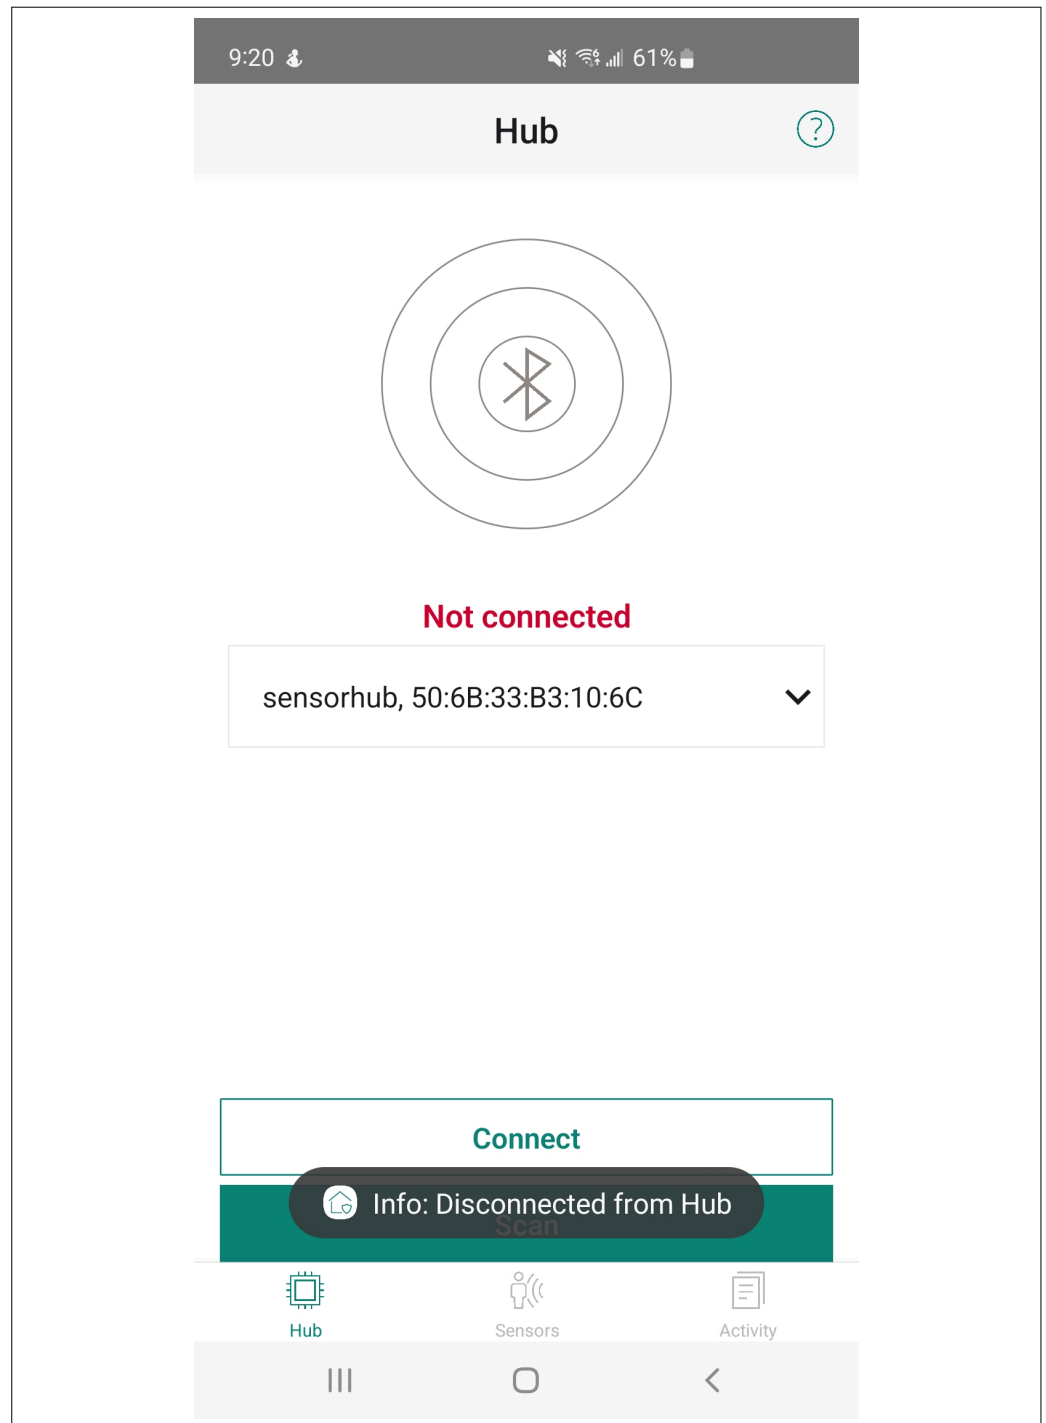 9:20 61%
Hub
?
Not connected
sensorhub, 50:6B:33:B3:10:6C
Connect
Info: Disconnected from Hub
Scan
Hub Sensors Activity